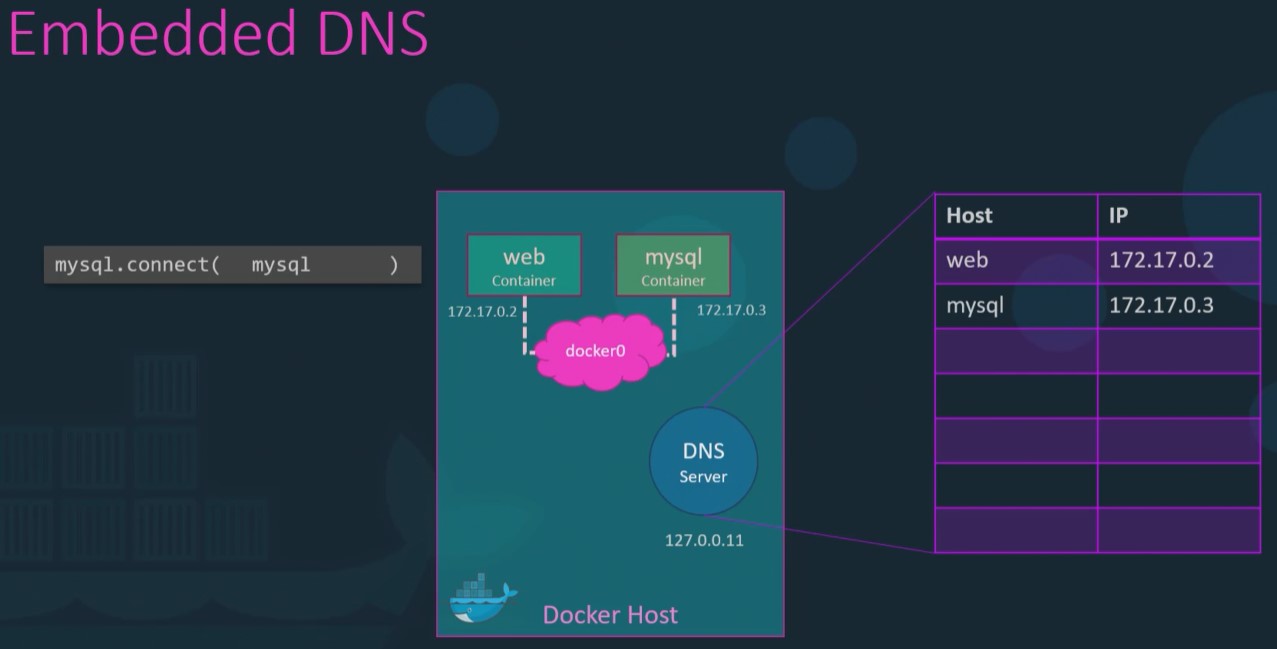 Embedded DNS
mysql.connect( mysql )
web
Container
172.17.0.2
mysql
Container
172.17.0.3
docker0
DNS
Server
127.0.0.11
Docker Host
Host IP
web 172.17.0.2
mysql 172.17.0.3